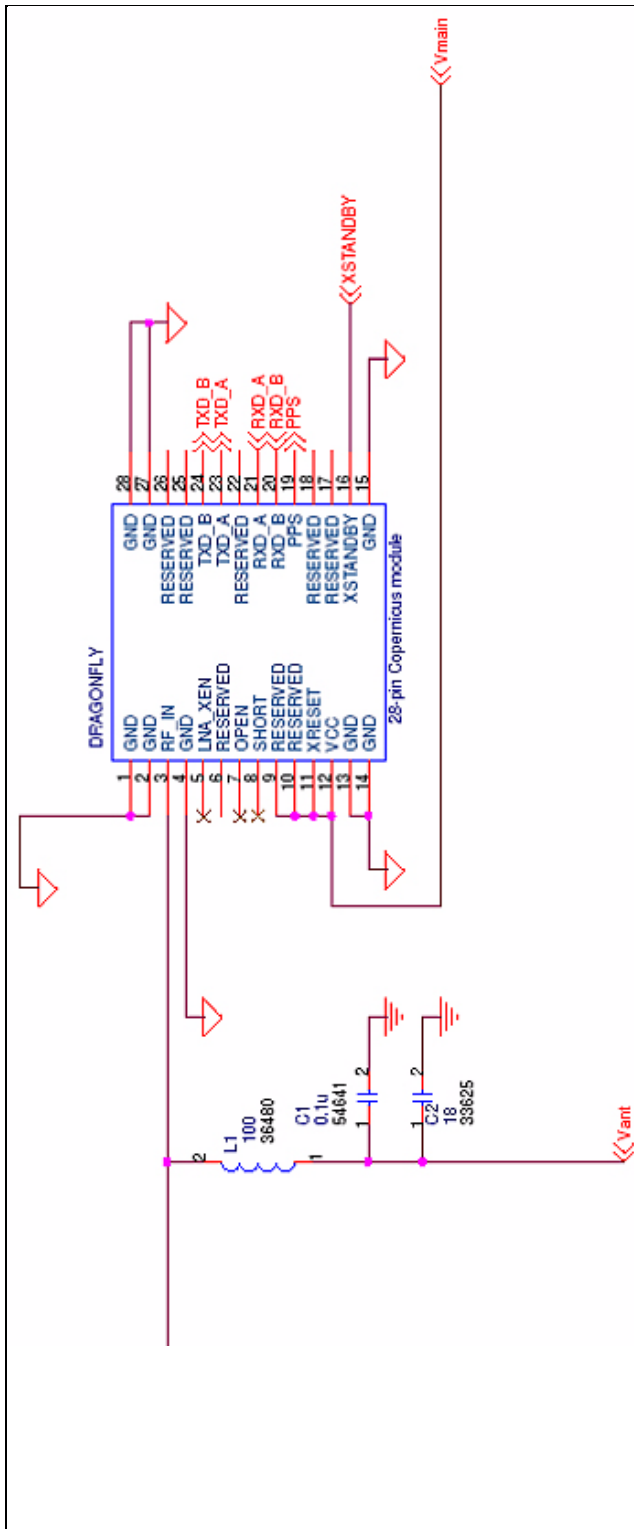 Vmain
XSTANDBY
TXD_B
TXD_A
RXD_A
RXD_B
PPS
28
27
26
25
24
23
22
21
20
19
18
17
16
15
GND
GND
RESERVED
RESERVED
TXD_B
TXD_A
RESERVED
RXD_A
RXD_B
PPS
RESERVED
RESERVED
XSTANDBY
GND
DRAGONFLY
28-pin Copernicus module
GND
GND
RF_IN
GND
LNA_XEN
RESERVED
OPEN
SHORT
RESERVED
RESERVED
XRESET
VCC
GND
GND
1
2
3
4
5
6
7
8
9
10
11
12
13
14
2
L1
100
36480
1
C1
0.1u
54641
1
2
C2
18
33625
1
2
Vant